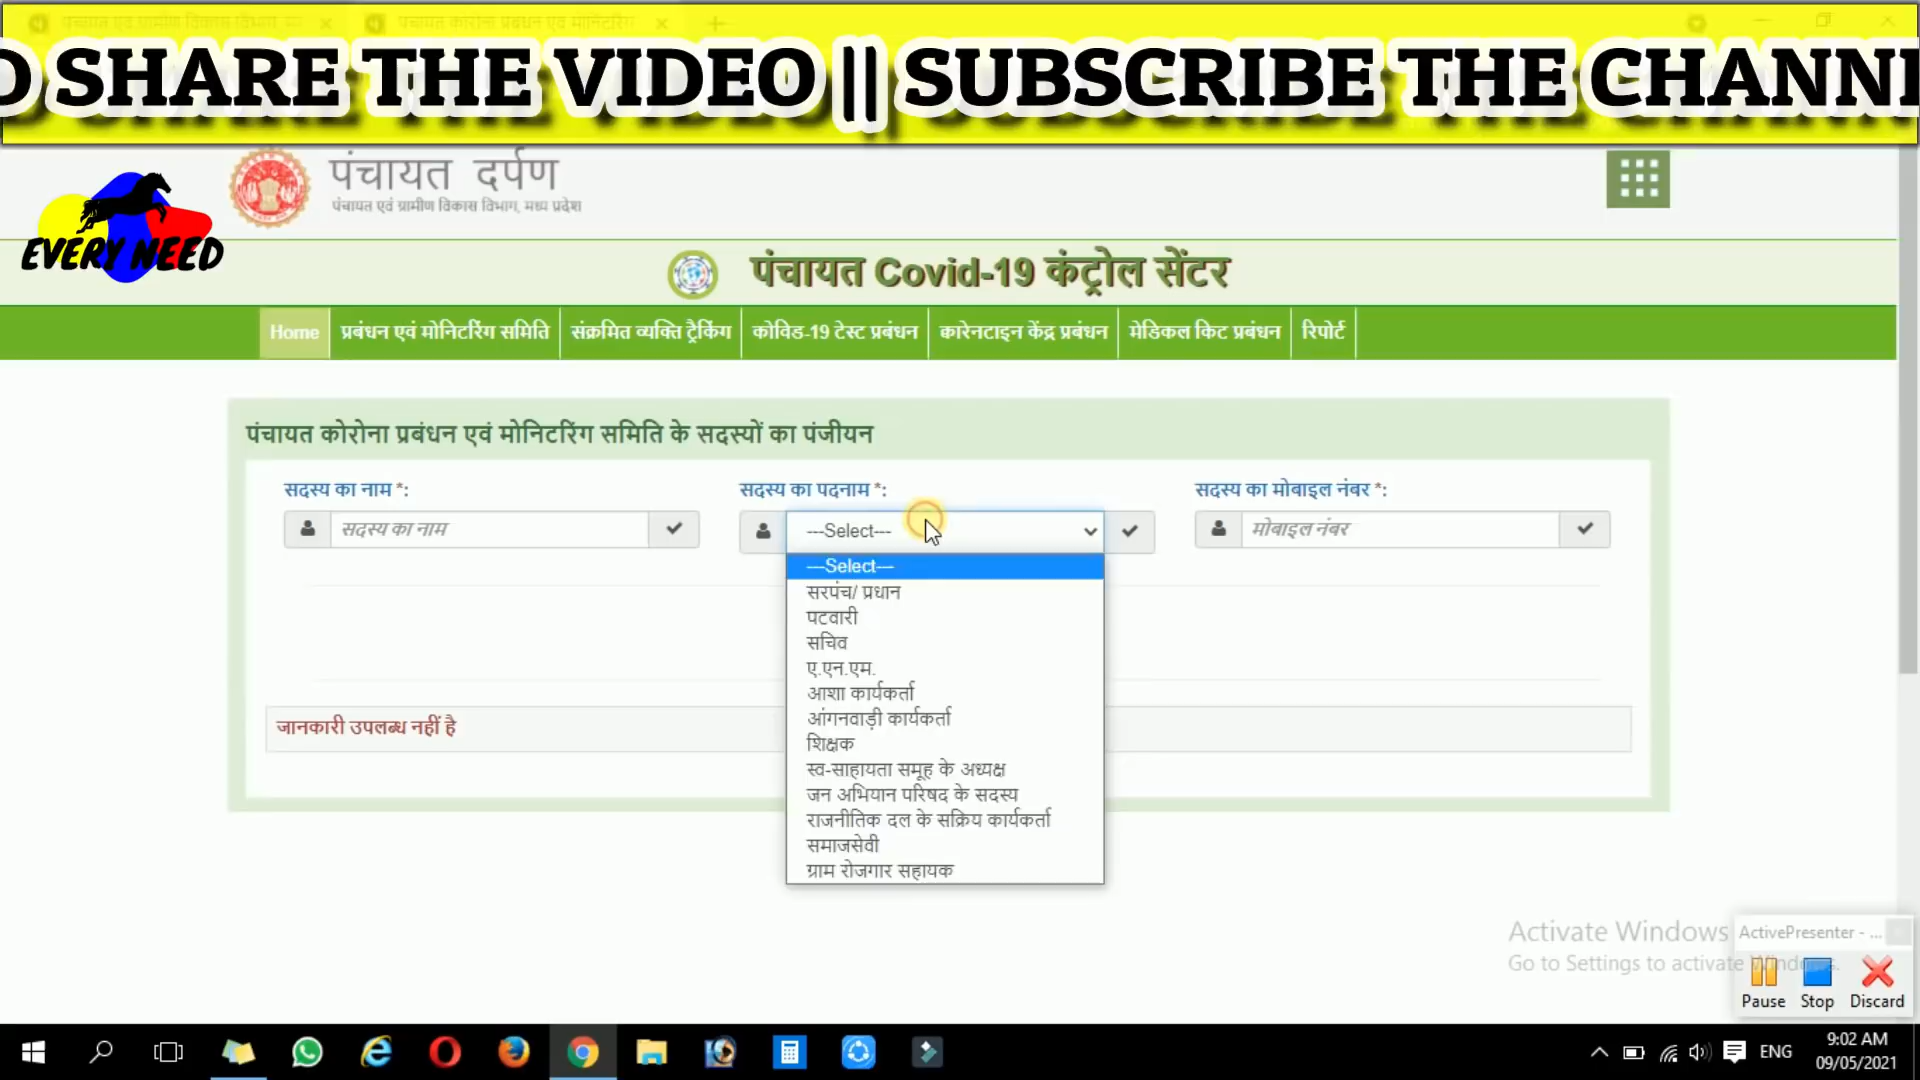 D SHARE THE VIDEO || SUBSCRIBE THE CHANNE
पंचायत दर्पण
पंचायत एवं ग्रामीण विकास विभाग, मध्य प्रदेश
EVERY NEED
पंचायत Covid-19 कंट्रोल सेंटर
Home
प्रबंधन एवं मोनिटरिंग समिति
संक्रमित व्यक्ति ट्रैकिंग
कोविड-19 टेस्ट प्रबंधन
क्वारेनटाइन केंद्र प्रबंधन
मेडिकल किट प्रबंधन
रिपोर्ट
पंचायत कोरोना प्रबंधन एवं मोनिटरिंग समिति के सदस्यों का पंजीयन
सदस्य का नाम *:
सदस्य का पदनाम *:
सदस्य का मोबाइल नंबर *:
सदस्य का नाम
---Select---
मोबाइल नंबर
---Select---
सरपंच/ प्रधान
पटवारी
सचिव
ए.एन.एम.
आशा कार्यकर्ता
आंगनवाड़ी कार्यकर्ता
शिक्षक
स्व-साहायता समूह के अध्यक्ष
जन अभियान परिषद के सदस्य
राजनीतिक दल के सक्रिय कार्यकर्ता
समाजसेवी
ग्राम रोजगार सहायक
जानकारी उपलब्ध नहीं है
Activate Windows
Go to Settings to activate Windows.
ActivePresenter - ...
Pause
Stop
Discard
ENG
9:02 AM
09/05/2021